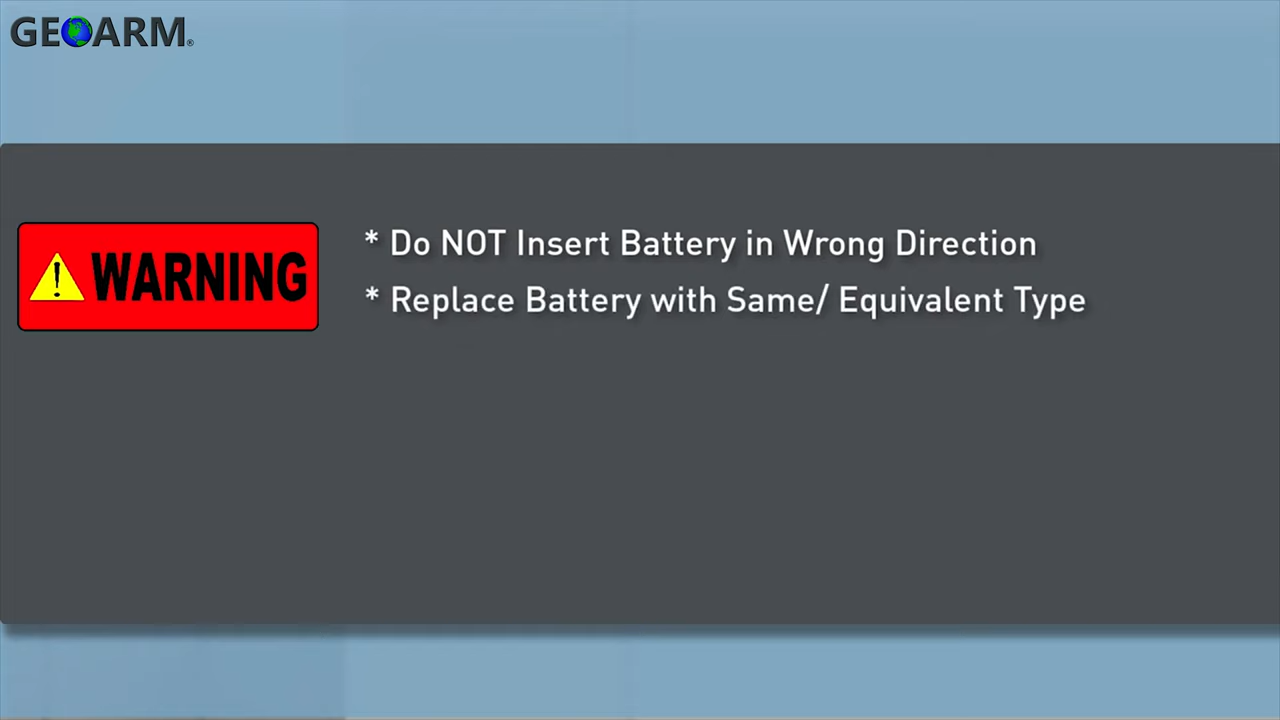 GEOARM®
WARNING
* Do NOT Insert Battery in Wrong Direction
* Replace Battery with Same/ Equivalent Type